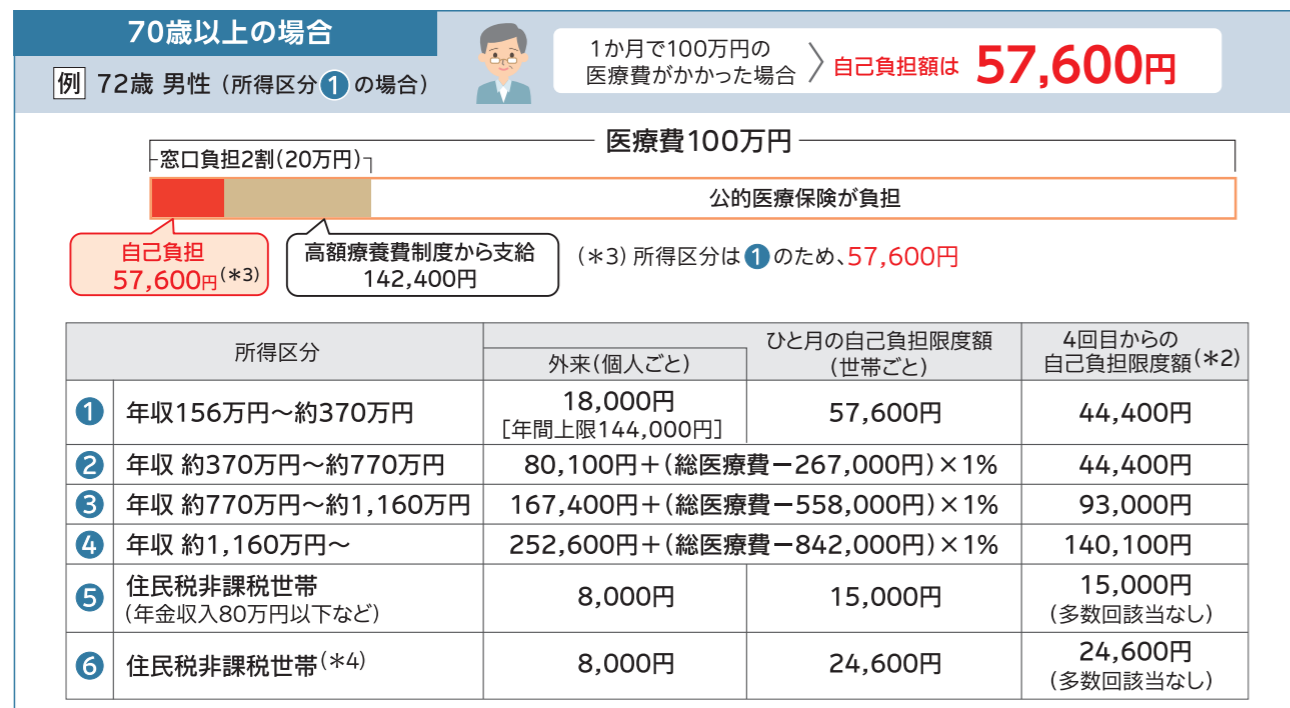 70歳以上の場合
例 72歳 男性（所得区分❶の場合）
1か月で100万円の
医療費がかかった場合
自己負担額は 57,600円
医療費100万円
窓口負担2割(20万円)
公的医療保険が負担
自己負担
57,600円(＊3)
高額療養費制度から支給
142,400円
(＊3) 所得区分は❶のため、57,600円
所得区分
外来(個人ごと)
ひと月の自己負担限度額
(世帯ごと)
4回目からの
自己負担限度額(＊2)
❶ 年収156万円～約370万円
18,000円
[年間上限144,000円]
57,600円
44,400円
❷ 年収 約370万円～約770万円
80,100円＋(総医療費－267,000円)×1%
44,400円
❸ 年収 約770万円～約1,160万円
167,400円＋(総医療費－558,000円)×1%
93,000円
❹ 年収 約1,160万円～
252,600円＋(総医療費－842,000円)×1%
140,100円
❺ 住民税非課税世帯
(年金収入80万円以下など)
8,000円
15,000円
15,000円
(多数回該当なし)
❻ 住民税非課税世帯(＊4)
8,000円
24,600円
24,600円
(多数回該当なし)